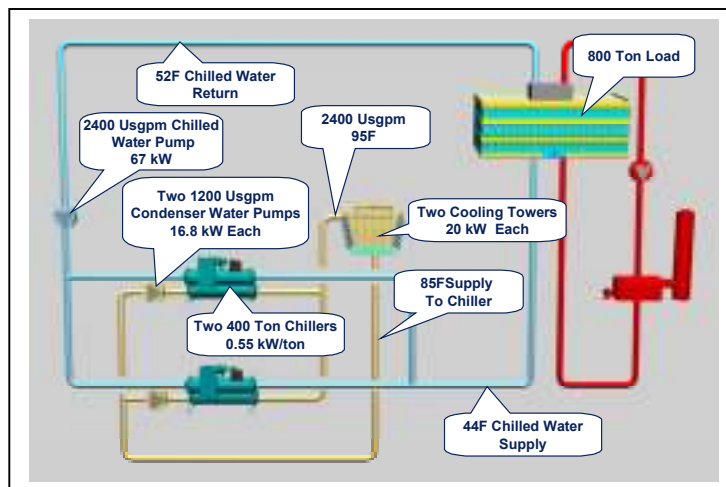 52F Chilled Water
Return
800 Ton Load
2400 Usgpm Chilled
Water Pump
67 kW
2400 Usgpm
95F
Two 1200 Usgpm
Condenser Water Pumps
16.8 kW Each
Two Cooling Towers
20 kW Each
85FSupply
To Chiller
Two 400 Ton Chillers
0.55 kW/ton
44F Chilled Water
Supply